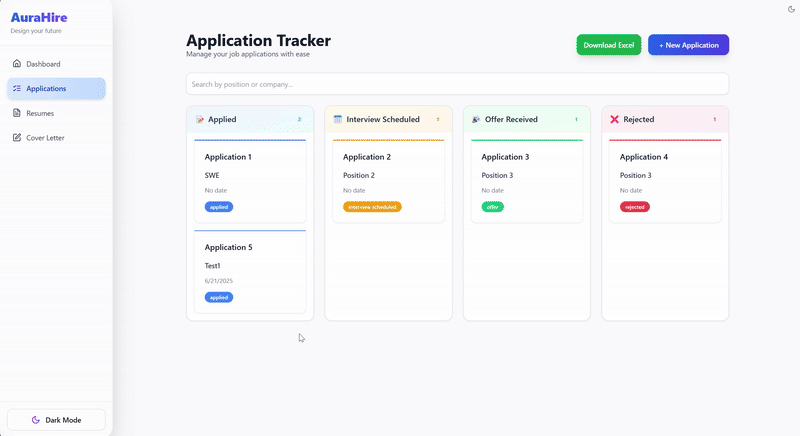 AuraHire
Design your future
Dashboard
Applications
Resumes
Cover Letter
Dark Mode
Application Tracker
Manage your job applications with ease
Download Excel
+ New Application
Search by position or company...
Applied 2
Application 1
SWE
No date
applied
Application 5
Test1
6/21/2025
applied
Interview Scheduled 1
Application 2
Position 2
No date
interview scheduled
Offer Received 1
Application 3
Position 3
No date
offer
Rejected 1
Application 4
Position 3
No date
rejected